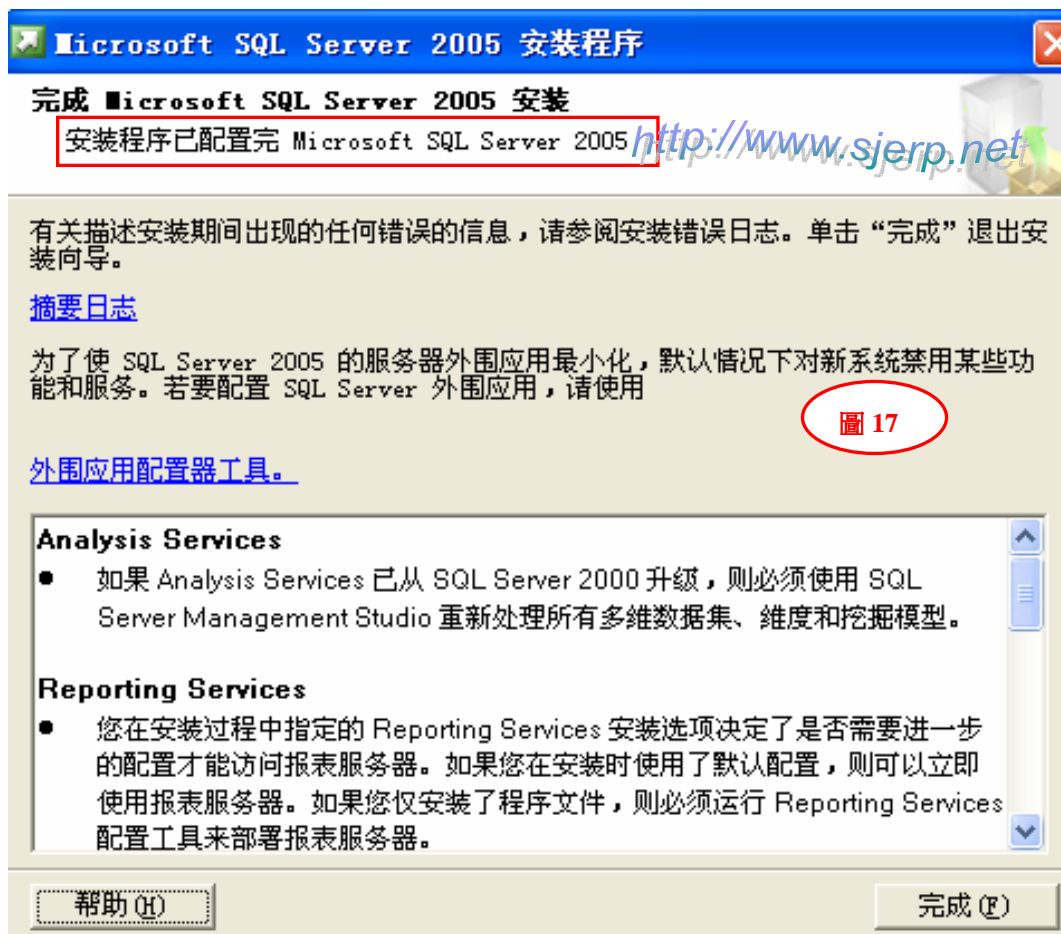 Microsoft SQL Server 2005 安装程序
完成 Microsoft SQL Server 2005 安装
安装程序已配置完 Microsoft SQL Server 2005
http://www.sjerp.net
有关描述安装期间出现的任何错误的信息，请参阅安装错误日志。单击“完成”退出安
装向导。
摘要日志
为了使 SQL Server 2005 的服务器外围应用最小化，默认情况下对新系统禁用某些功
能和服务。若要配置 SQL Server 外围应用，请使用
圖 17
外围应用配置器工具。
Analysis Services
● 如果 Analysis Services 已从 SQL Server 2000 升级，则必须使用 SQL
Server Management Studio 重新处理所有多维数据集、维度和挖掘模型。
Reporting Services
● 您在安装过程中指定的 Reporting Services 安装选项决定了是否需要进一步
的配置才能访问报表服务器。如果您在安装时使用了默认配置，则可以立即
使用报表服务器。如果您仅安装了程序文件，则必须运行 Reporting Services
配置工具来部署报表服务器。
帮助(H)
完成(F)